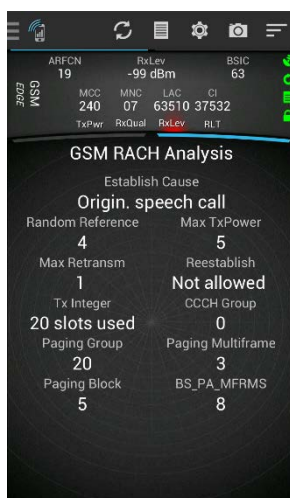 ARFCN RxLev BSIC
19 -99 dBm 63
GSM
EDGE
MCC MNC LAC CI
240 07 63510 37532
TxPwr RxQual RxLev RLT
GSM RACH Analysis
Establish Cause
Origin. speech call
Random Reference Max TxPower
4 5
Max Retransm Reestablish
1 Not allowed
Tx Integer CCCH Group
20 slots used 0
Paging Group Paging Multiframe
20 3
Paging Block BS_PA_MFRMS
5 8